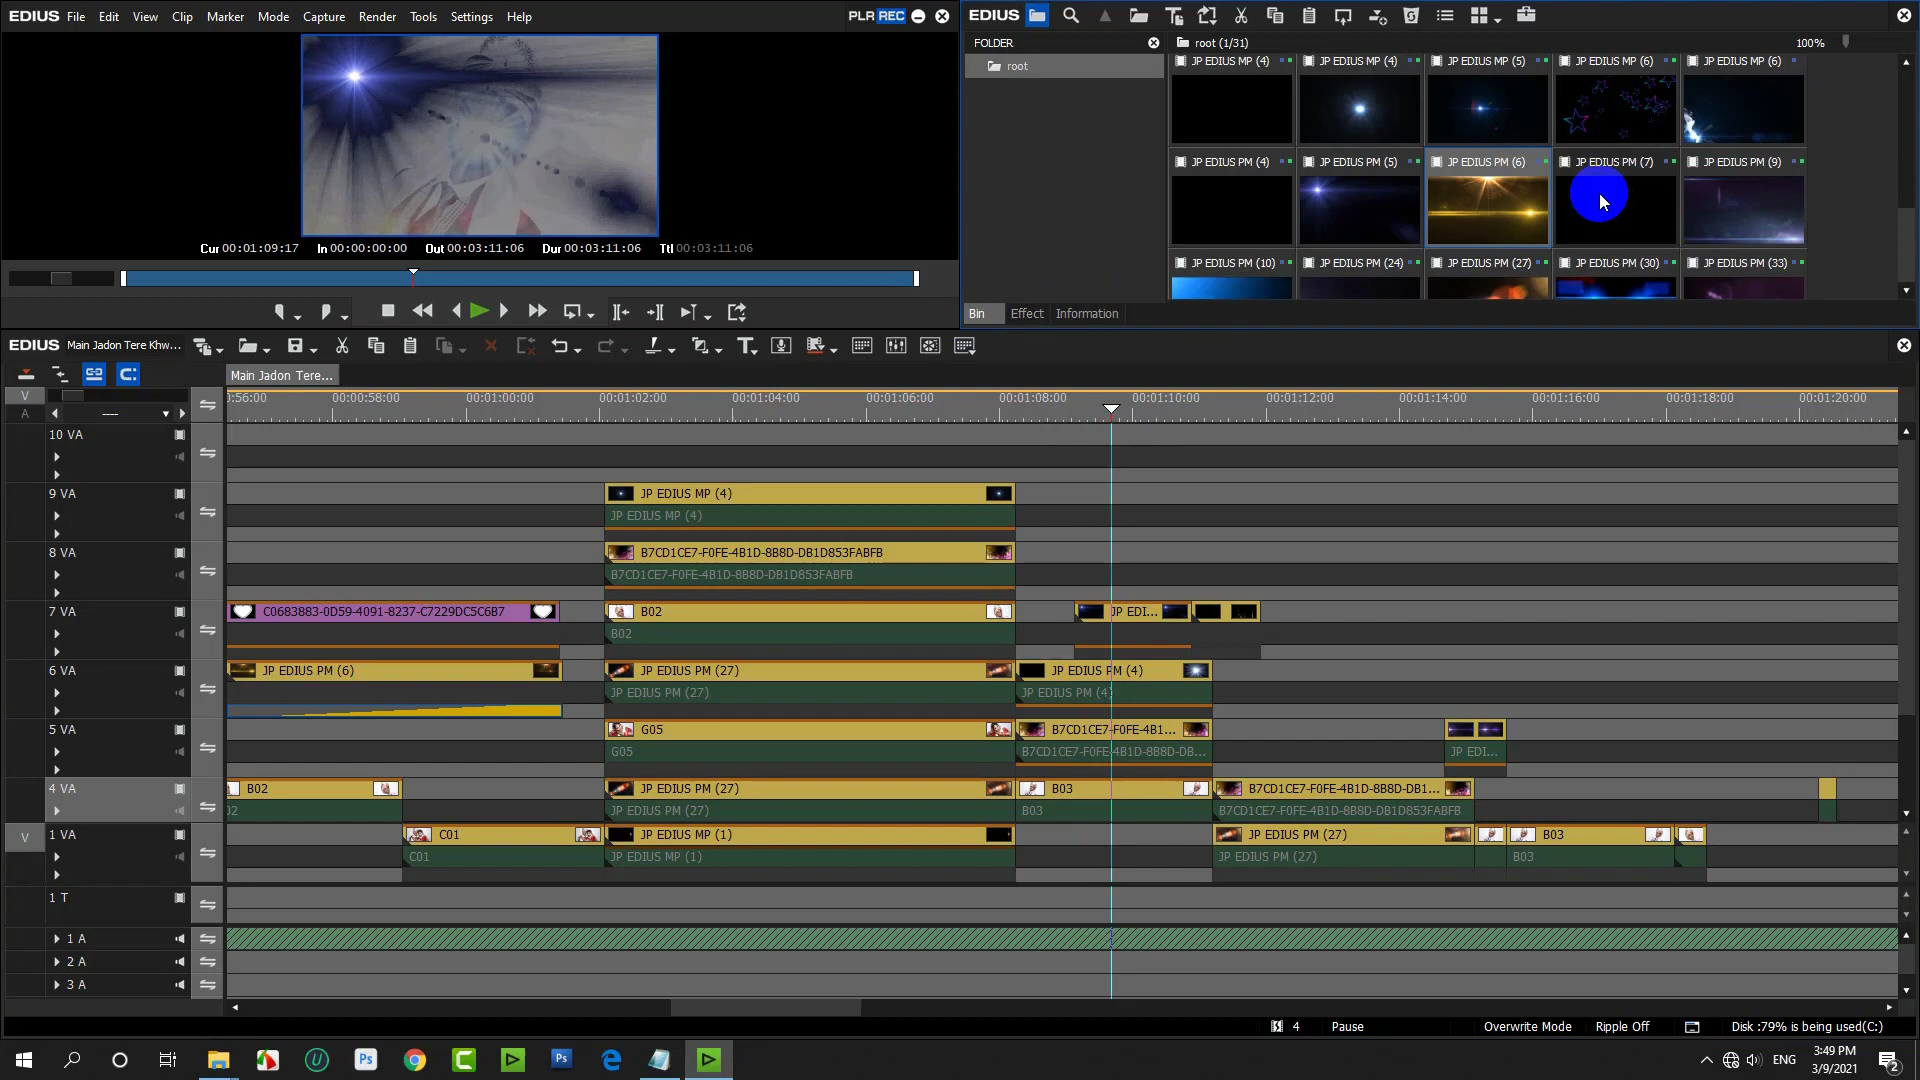 EDIUS File Edit View Clip Marker Mode Capture Render Tools Settings Help PLR REC
Cur 00:01:09:17 In 00:00:00:00 Out 00:03:11:06 Dur 00:03:11:06 Ttl 00:03:11:06
EDIUS
FOLDER
root (1/31)
100%
root
JP EDIUS MP (4) JP EDIUS MP (4) JP EDIUS MP (5) JP EDIUS MP (6) JP EDIUS MP (6)
JP EDIUS PM (4) JP EDIUS PM (5) JP EDIUS PM (6) JP EDIUS PM (7) JP EDIUS PM (9)
JP EDIUS PM (10) JP EDIUS PM (24) JP EDIUS PM (27) JP EDIUS PM (30) JP EDIUS PM (33)
Bin Effect Information
EDIUS Main Jadon Tere Khw...
Main Jadon Tere...
V
A ----
0:56:00 00:00:58:00 00:01:00:00 00:01:02:00 00:01:04:00 00:01:06:00 00:01:08:00 00:01:10:00 00:01:12:00 00:01:14:00 00:01:16:00 00:01:18:00 00:01:20:00
10 VA
9 VA JP EDIUS MP (4)
JP EDIUS MP (4)
8 VA B7CD1CE7-F0FE-4B1D-8B8D-DB1D853FABFB
B7CD1CE7-F0FE-4B1D-8B8D-DB1D853FABFB
7 VA C0683883-0D59-4091-8237-C7229DC5C6B7 B02 JP EDI...
B02
6 VA JP EDIUS PM (6) JP EDIUS PM (27) JP EDIUS PM (4)
JP EDIUS PM (27) JP EDIUS PM (4)
5 VA G05 B7CD1CE7-F0FE-4B1...
G05 B7CD1CE7-F0FE-4B1D-8B8D-DB... JP EDI...
4 VA B02 JP EDIUS PM (27) B03 B7CD1CE7-F0FE-4B1D-8B8D-DB1...
02 JP EDIUS PM (27) B03 B7CD1CE7-F0FE-4B1D-8B8D-DB1D853FABFB
V 1 VA C01 JP EDIUS MP (1) JP EDIUS PM (27) B03
C01 JP EDIUS MP (1) JP EDIUS PM (27) B03
1 T
1 A
2 A
3 A
4 Pause Overwrite Mode Ripple Off Disk :79% is being used(C:)
ENG 3:49 PM
3/9/2021
2